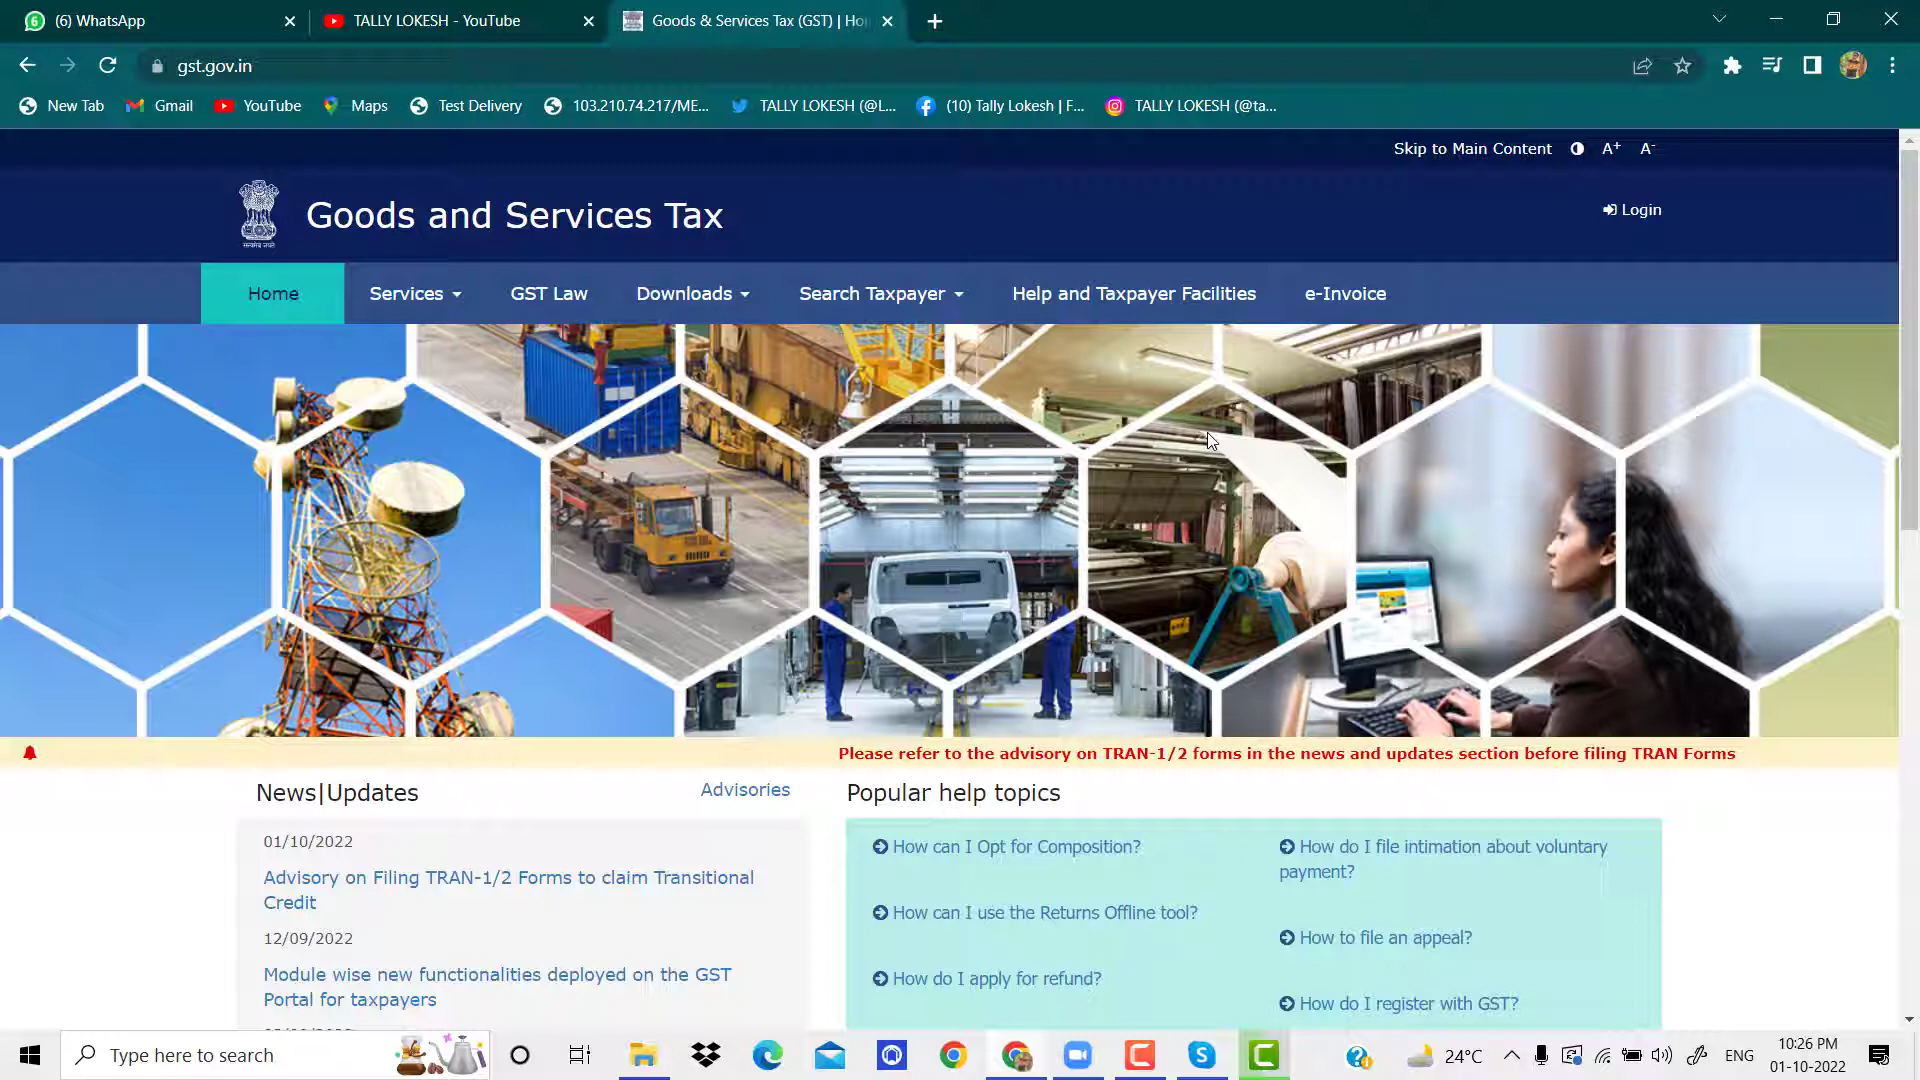 (6) WhatsApp
TALLY LOKESH - YouTube
Goods & Services Tax (GST) | Ho
gst.gov.in
New Tab
Gmail
YouTube
Maps
Test Delivery
103.210.74.217/ME...
TALLY LOKESH (@L...
(10) Tally Lokesh | F...
TALLY LOKESH (@ta...
Skip to Main Content
A+
A-
Goods and Services Tax
Login
Home
Services
GST Law
Downloads
Search Taxpayer
Help and Taxpayer Facilities
e-Invoice
Please refer to the advisory on TRAN-1/2 forms in the news and updates section before filing TRAN Forms
News|Updates
Advisories
01/10/2022
Advisory on Filing TRAN-1/2 Forms to claim Transitional
Credit
12/09/2022
Module wise new functionalities deployed on the GST
Portal for taxpayers
Popular help topics
How can I Opt for Composition?
How can I use the Returns Offline tool?
How do I apply for refund?
How do I file intimation about voluntary
payment?
How to file an appeal?
How do I register with GST?
Type here to search
24°C
ENG
10:26 PM
01-10-2022